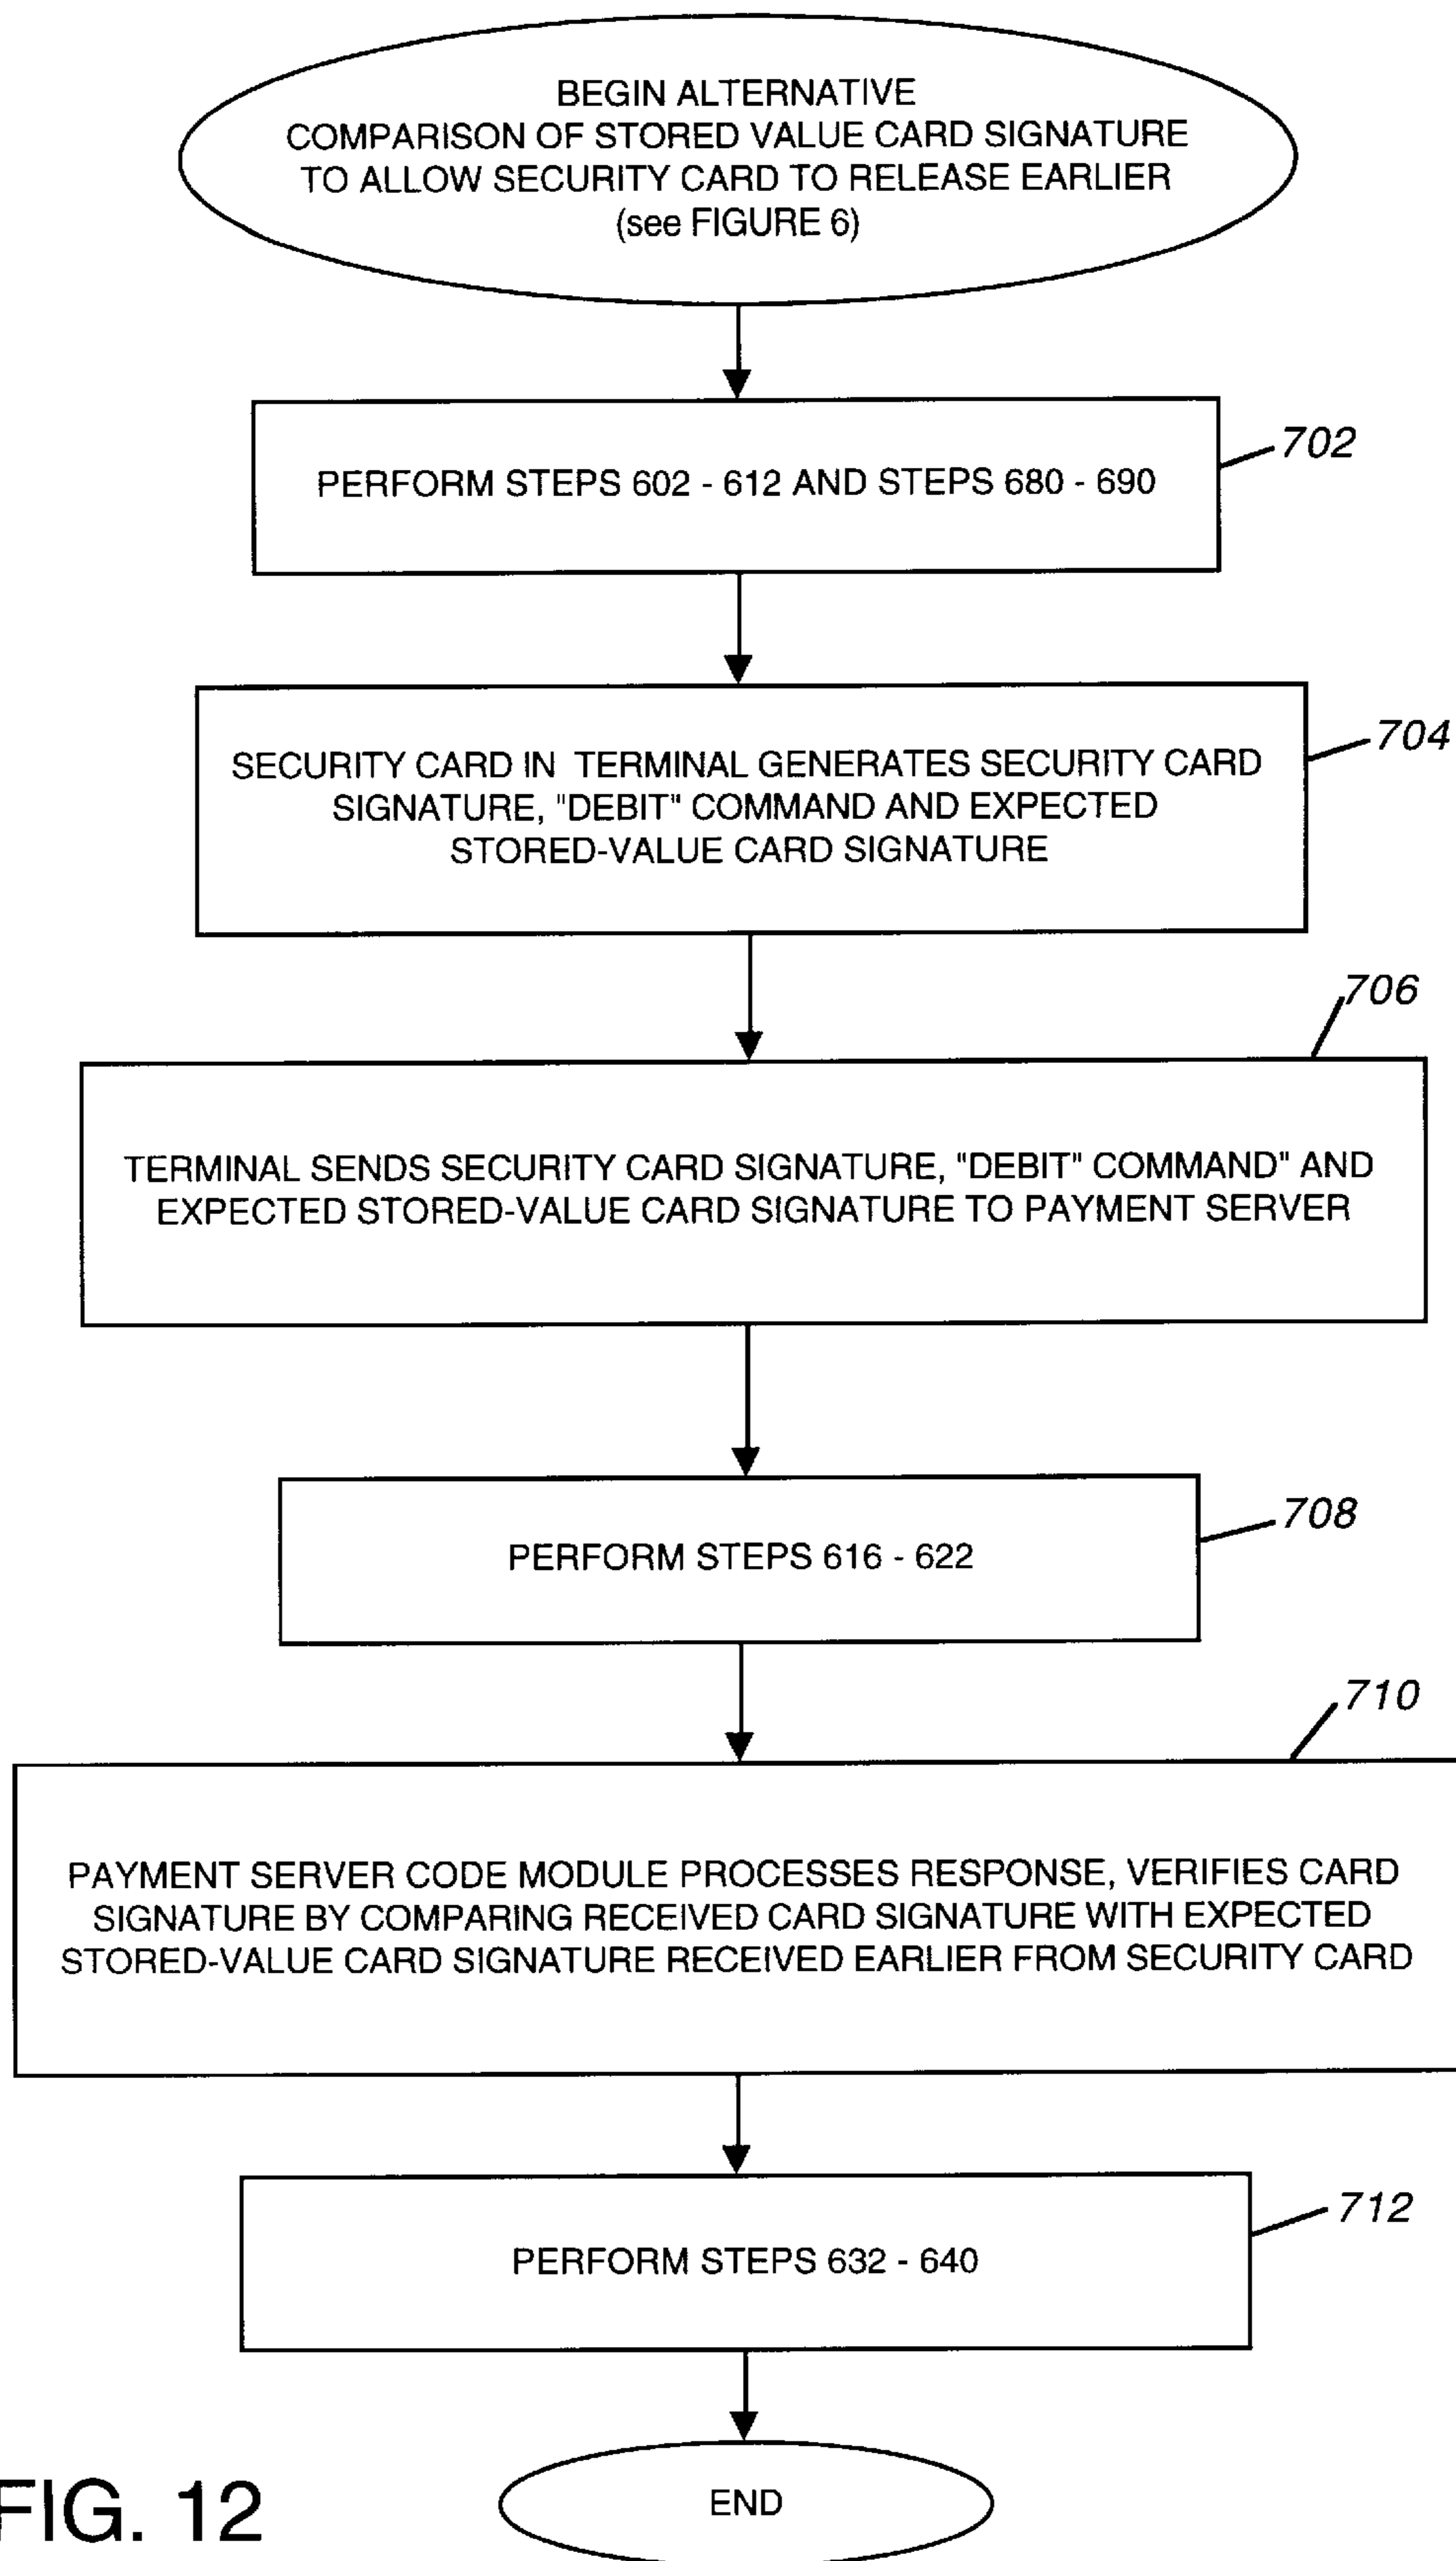 BEGIN ALTERNATIVE
COMPARISON OF STORED VALUE CARD SIGNATURE
TO ALLOW SECURITY CARD TO RELEASE EARLIER
(see FIGURE 6)
702
PERFORM STEPS 602 - 612 AND STEPS 680 - 690
704
SECURITY CARD IN TERMINAL GENERATES SECURITY CARD
SIGNATURE, "DEBIT" COMMAND AND EXPECTED
STORED-VALUE CARD SIGNATURE
706
TERMINAL SENDS SECURITY CARD SIGNATURE, "DEBIT" COMMAND" AND
EXPECTED STORED-VALUE CARD SIGNATURE TO PAYMENT SERVER
708
PERFORM STEPS 616 - 622
710
PAYMENT SERVER CODE MODULE PROCESSES RESPONSE, VERIFIES CARD
SIGNATURE BY COMPARING RECEIVED CARD SIGNATURE WITH EXPECTED
STORED-VALUE CARD SIGNATURE RECEIVED EARLIER FROM SECURITY CARD
712
PERFORM STEPS 632 - 640
END
FIG. 12